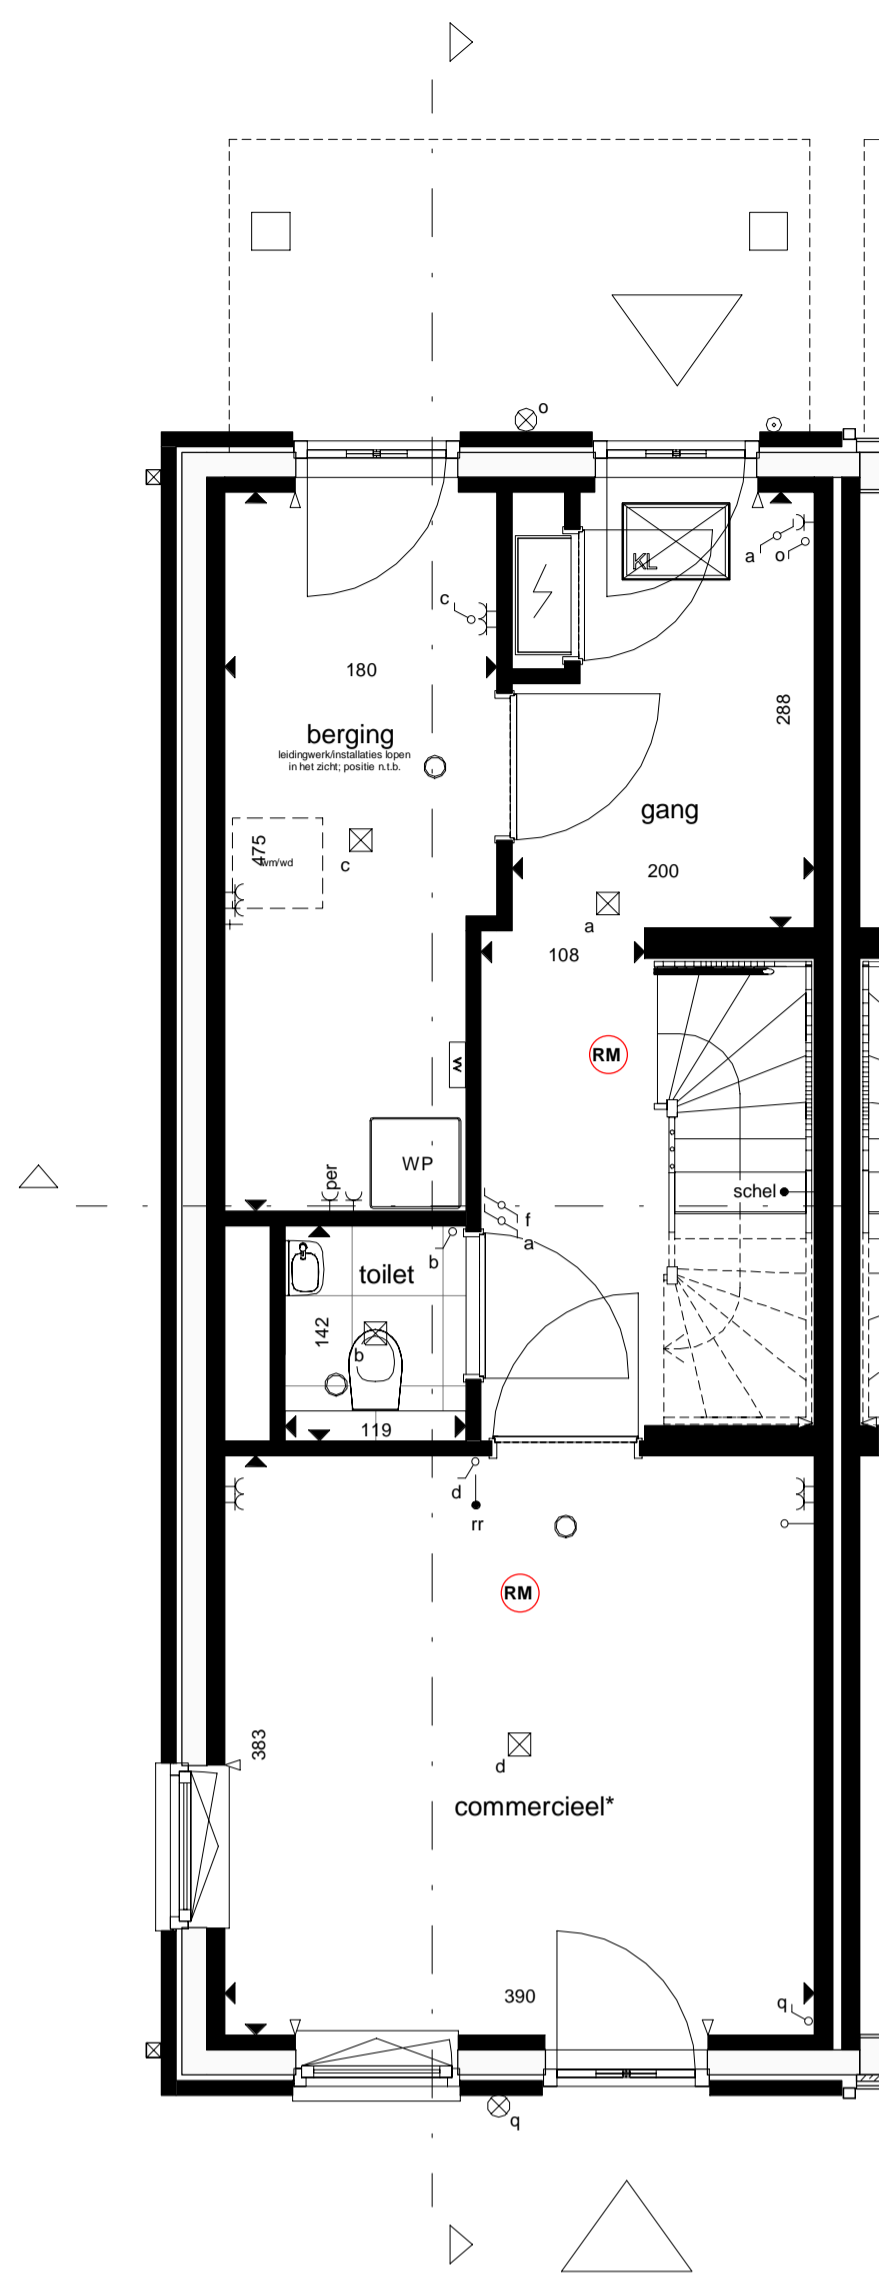 o
KL
a
o
c
180
288
berging
leidingwerk/installaties lopen
in het zicht; positie n.t.b.
gang
475
wm/wd
c
200
a
108
RM
WP
per
schel
f
a
b
toilet
142
b
119
d
rr
RM
383
d
commercieel*
390
q
q